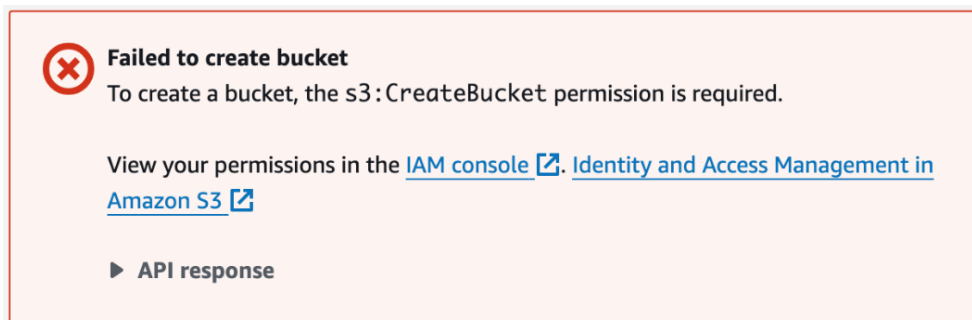 Failed to create bucket
To create a bucket, the s3:CreateBucket permission is required.
View your permissions in the IAM console. Identity and Access Management in
Amazon S3
API response